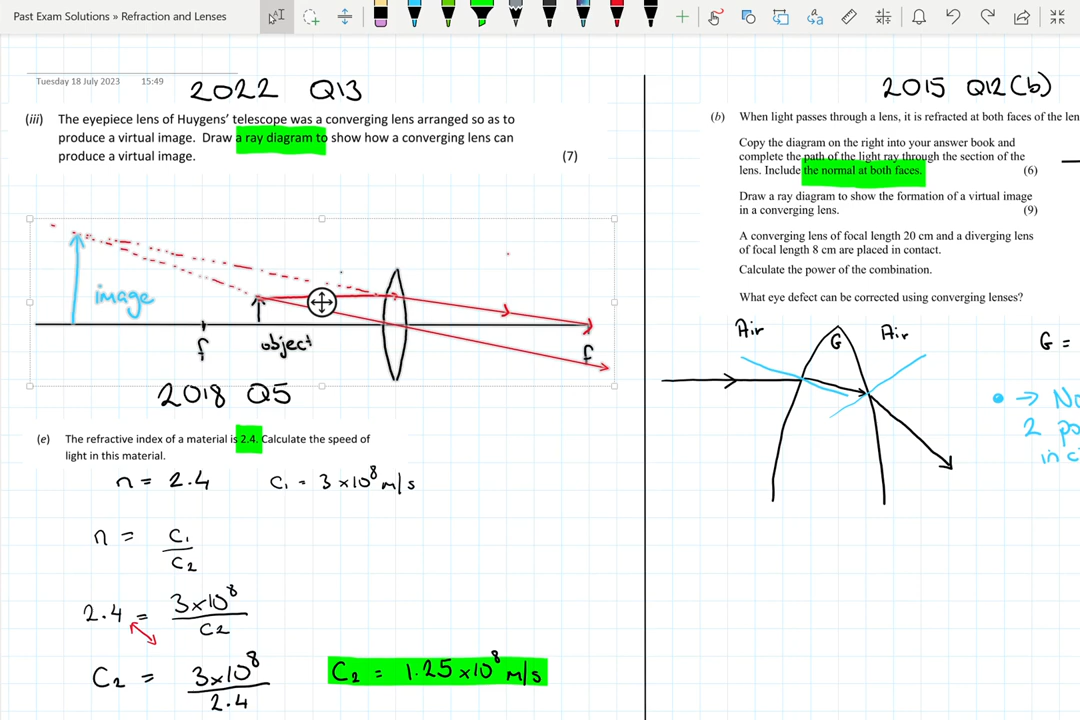 Past Exam Solutions » Refraction and Lenses
Tuesday 18 July 2023 15:49
2022 Q13
(iii) The eyepiece lens of Huygens' telescope was a converging lens arranged so as to
produce a virtual image. Draw a ray diagram to show how a converging lens can
produce a virtual image. (7)
image
f
object
f
2018 Q5
(e) The refractive index of a material is 2.4. Calculate the speed of
light in this material.
n = 2.4 C₁ = 3×10⁸ m/s
n = C₁
C₂
2.4 = 3×10⁸
C₂
C₂ = 3×10⁸
2.4
C₂ = 1.25×10⁸ m/s
2015 Q12(b)
(b) When light passes through a lens, it is refracted at both faces of the len
Copy the diagram on the right into your answer book and
complete the path of the light ray through the section of the
lens. Include the normal at both faces. (6)
Draw a ray diagram to show the formation of a virtual image
in a converging lens. (9)
A converging lens of focal length 20 cm and a diverging lens
of focal length 8 cm are placed in contact.
Calculate the power of the combination.
What eye defect can be corrected using converging lenses?
Air
G
Air
G =
• → No
2 po
in c